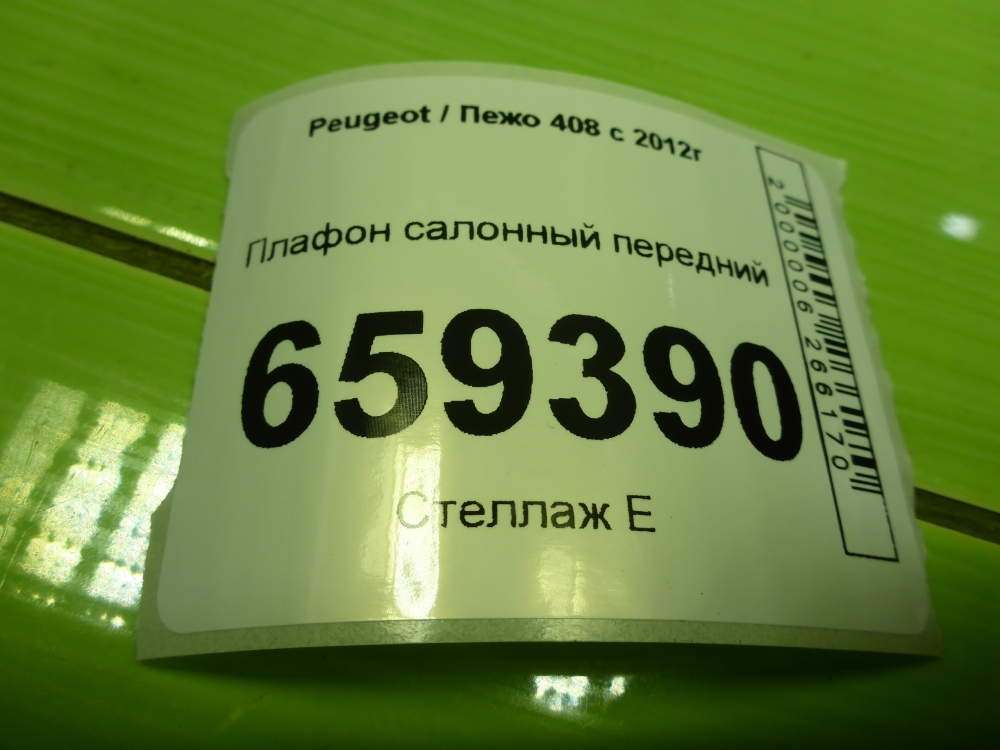 Peugeot / Пежо 408 с 2012г
Плафон салонный передний
659390
Стеллаж Е
2000006266170